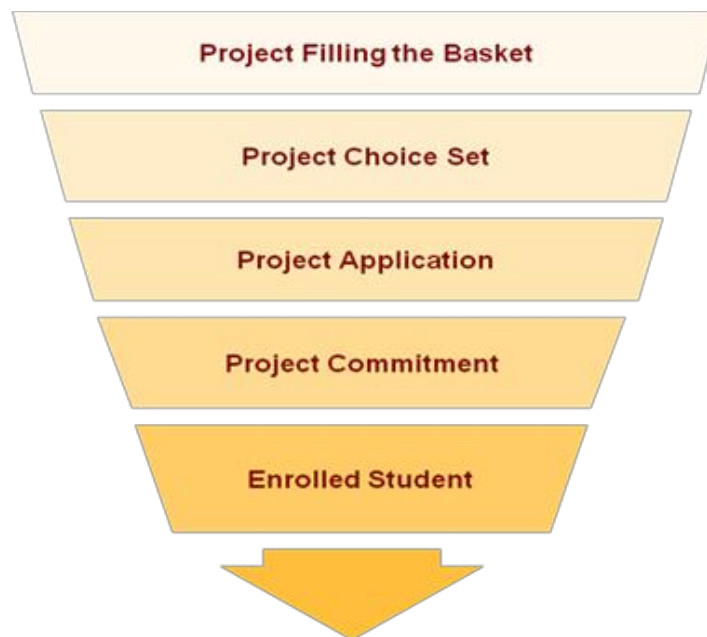 Project Filling the Basket
Project Choice Set
Project Application
Project Commitment
Enrolled Student